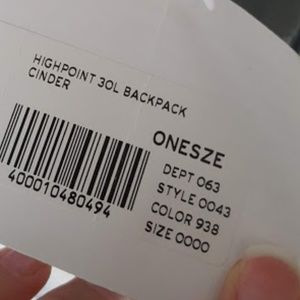 HIGHPOINT 30L BACKPACK
CINDER
ONESZE
DEPT 063
STYLE 0043
COLOR 938
SIZE 0000
400010480494